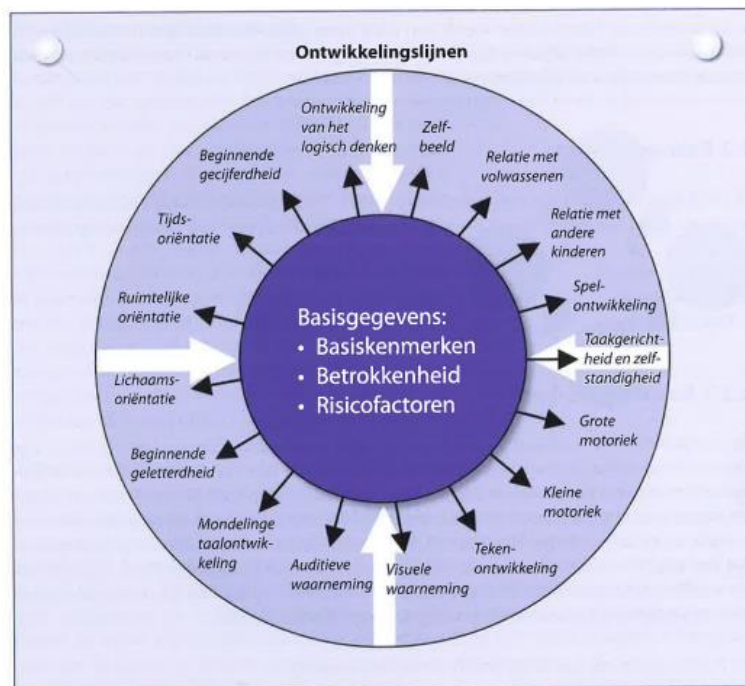 Ontwikkelingslijnen
Ontwikkeling
van het
logisch denken
Zelf-
beeld
Relatie met
volwassenen
Relatie met
andere
kinderen
Spel-
ontwikkeling
Taakgericht-
heid en zelf-
standigheid
Grote
motoriek
Kleine
motoriek
Teken-
ontwikkeling
Visuele
waarneming
Auditieve
waarneming
Mondelinge
taalontwik-
keling
Beginnende
geletterdheid
Lichaams-
oriëntatie
Ruimtelijke
oriëntatie
Tijds-
oriëntatie
Beginnende
gecijferdheid
Basisgegevens:
• Basiskenmerken
• Betrokkenheid
• Risicofactoren